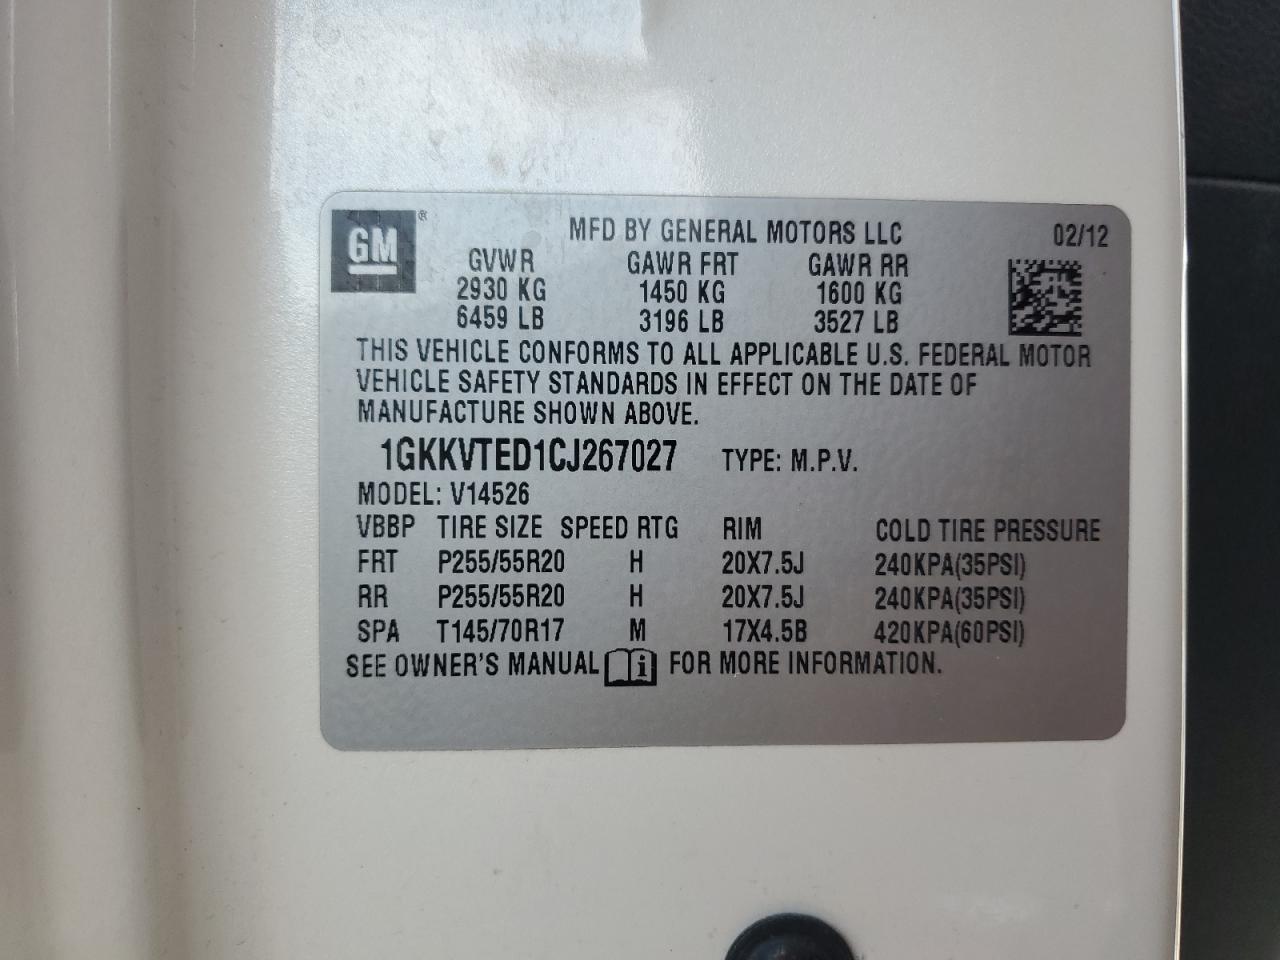 GM ®
MFD BY GENERAL MOTORS LLC 02/12
GVWR GAWR FRT GAWR RR
2930 KG 1450 KG 1600 KG
6459 LB 3196 LB 3527 LB
THIS VEHICLE CONFORMS TO ALL APPLICABLE U.S. FEDERAL MOTOR
VEHICLE SAFETY STANDARDS IN EFFECT ON THE DATE OF
MANUFACTURE SHOWN ABOVE.
1GKKVTED1CJ267027 TYPE: M.P.V.
MODEL: V14526
VBBP TIRE SIZE SPEED RTG RIM COLD TIRE PRESSURE
FRT P255/55R20 H 20X7.5J 240KPA(35PSI)
RR P255/55R20 H 20X7.5J 240KPA(35PSI)
SPA T145/70R17 M 17X4.5B 420KPA(60PSI)
SEE OWNER'S MANUAL i FOR MORE INFORMATION.